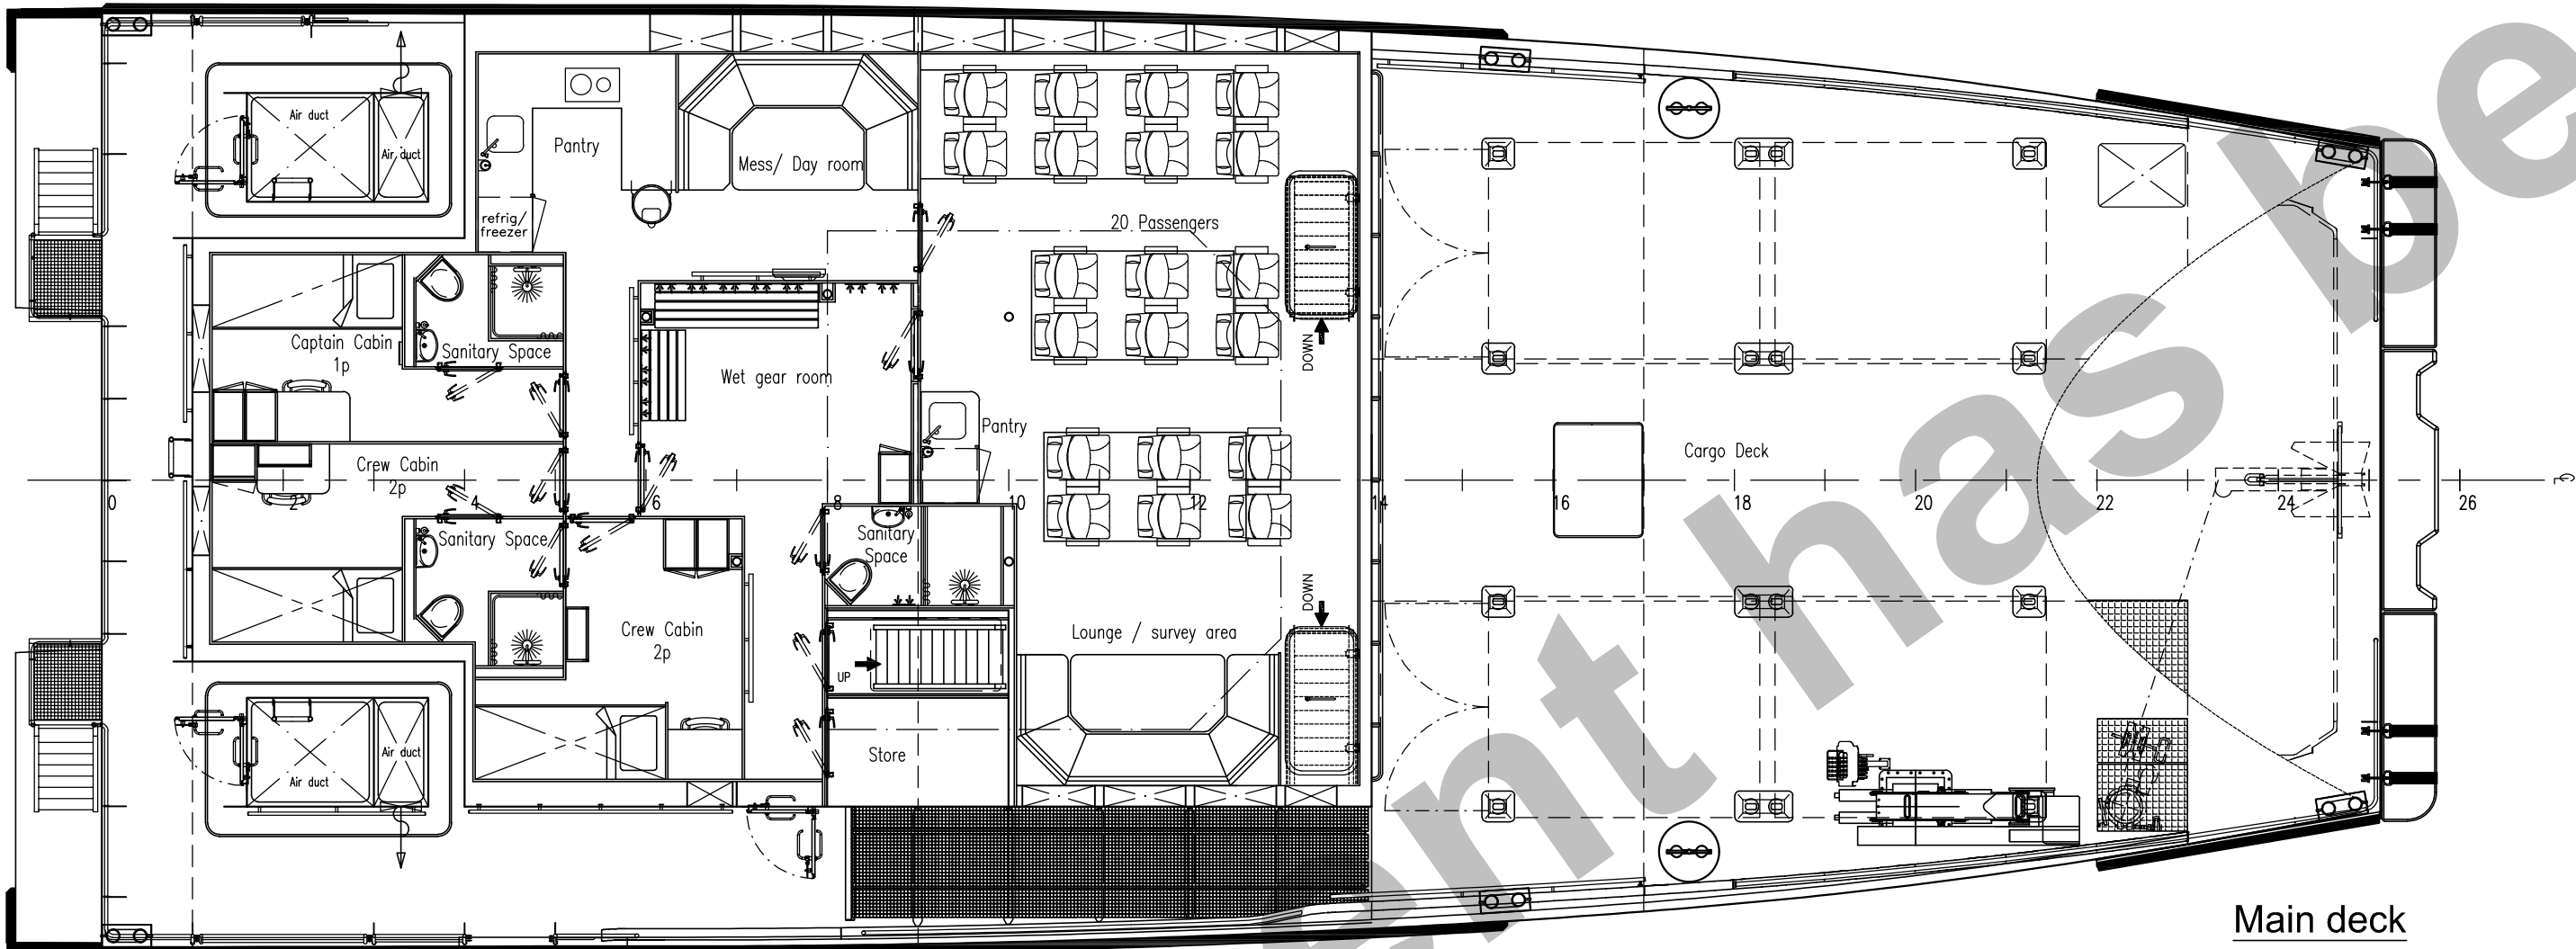 Air duct
Air duct
Pantry
Mess/ Day room
refrig/
freezer
20 Passengers
DOWN
Captain Cabin
1p
Sanitary Space
Wet gear room
Pantry
Crew Cabin
2p
Cargo Deck
0 2 4 6 8 10 12 14 16 18 20 22 24 26
Sanitary Space
Sanitary
Space
DOWN
Crew Cabin
2p
Lounge / survey area
UP
Store
Air duct
Air duct
ent has be
Main deck